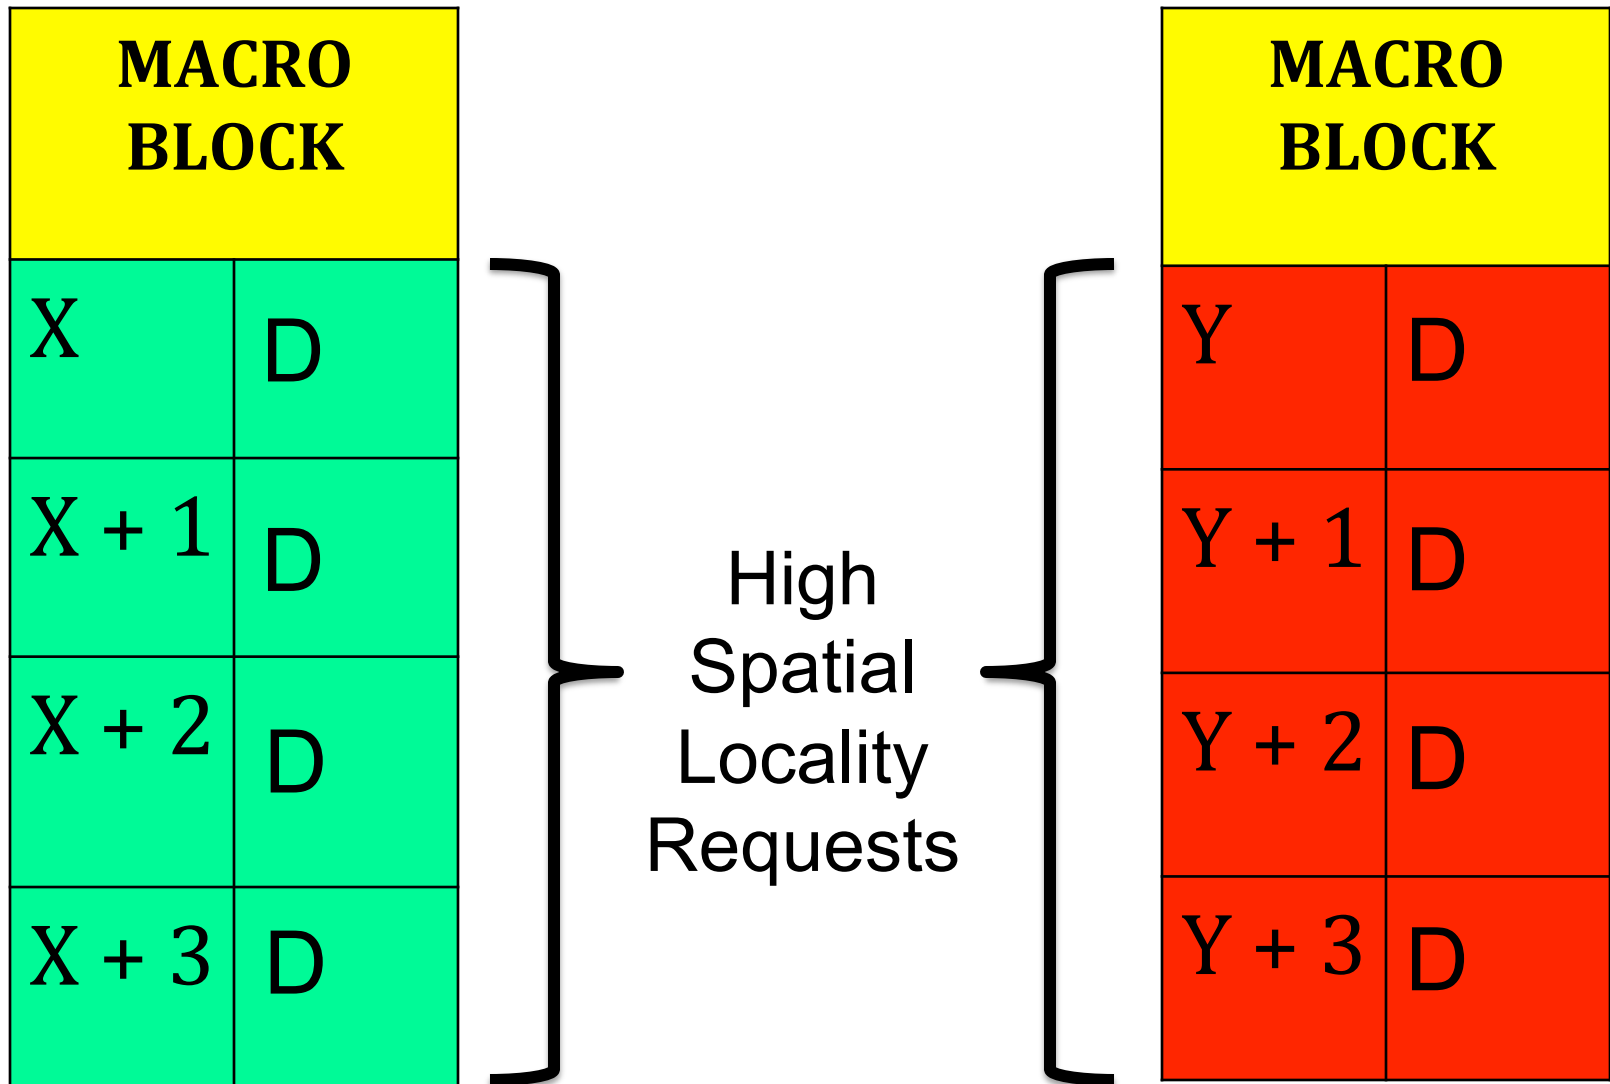 MACRO
BLOCK
X D
X + 1 D
X + 2 D
X + 3 D
High
Spatial
Locality
Requests
MACRO
BLOCK
Y D
Y + 1 D
Y + 2 D
Y + 3 D